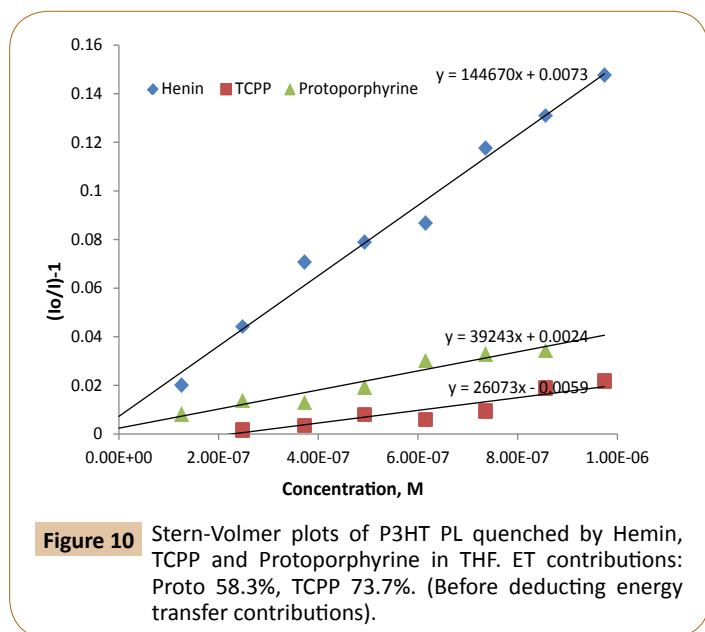 0.16
0.14
0.12
0.1
0.08
0.06
0.04
0.02
0
(Io/I)-1
y = 144670x + 0.0073
Henin TCPP Protoporphyrine
y = 39243x + 0.0024
y = 26073x - 0.0059
0.00E+00 2.00E-07 4.00E-07 6.00E-07 8.00E-07 1.00E-06
Concentration, M
Figure 10 Stern-Volmer plots of P3HT PL quenched by Hemin,
TCPP and Protoporphyrine in THF. ET contributions:
Proto 58.3%, TCPP 73.7%. (Before deducting energy
transfer contributions).